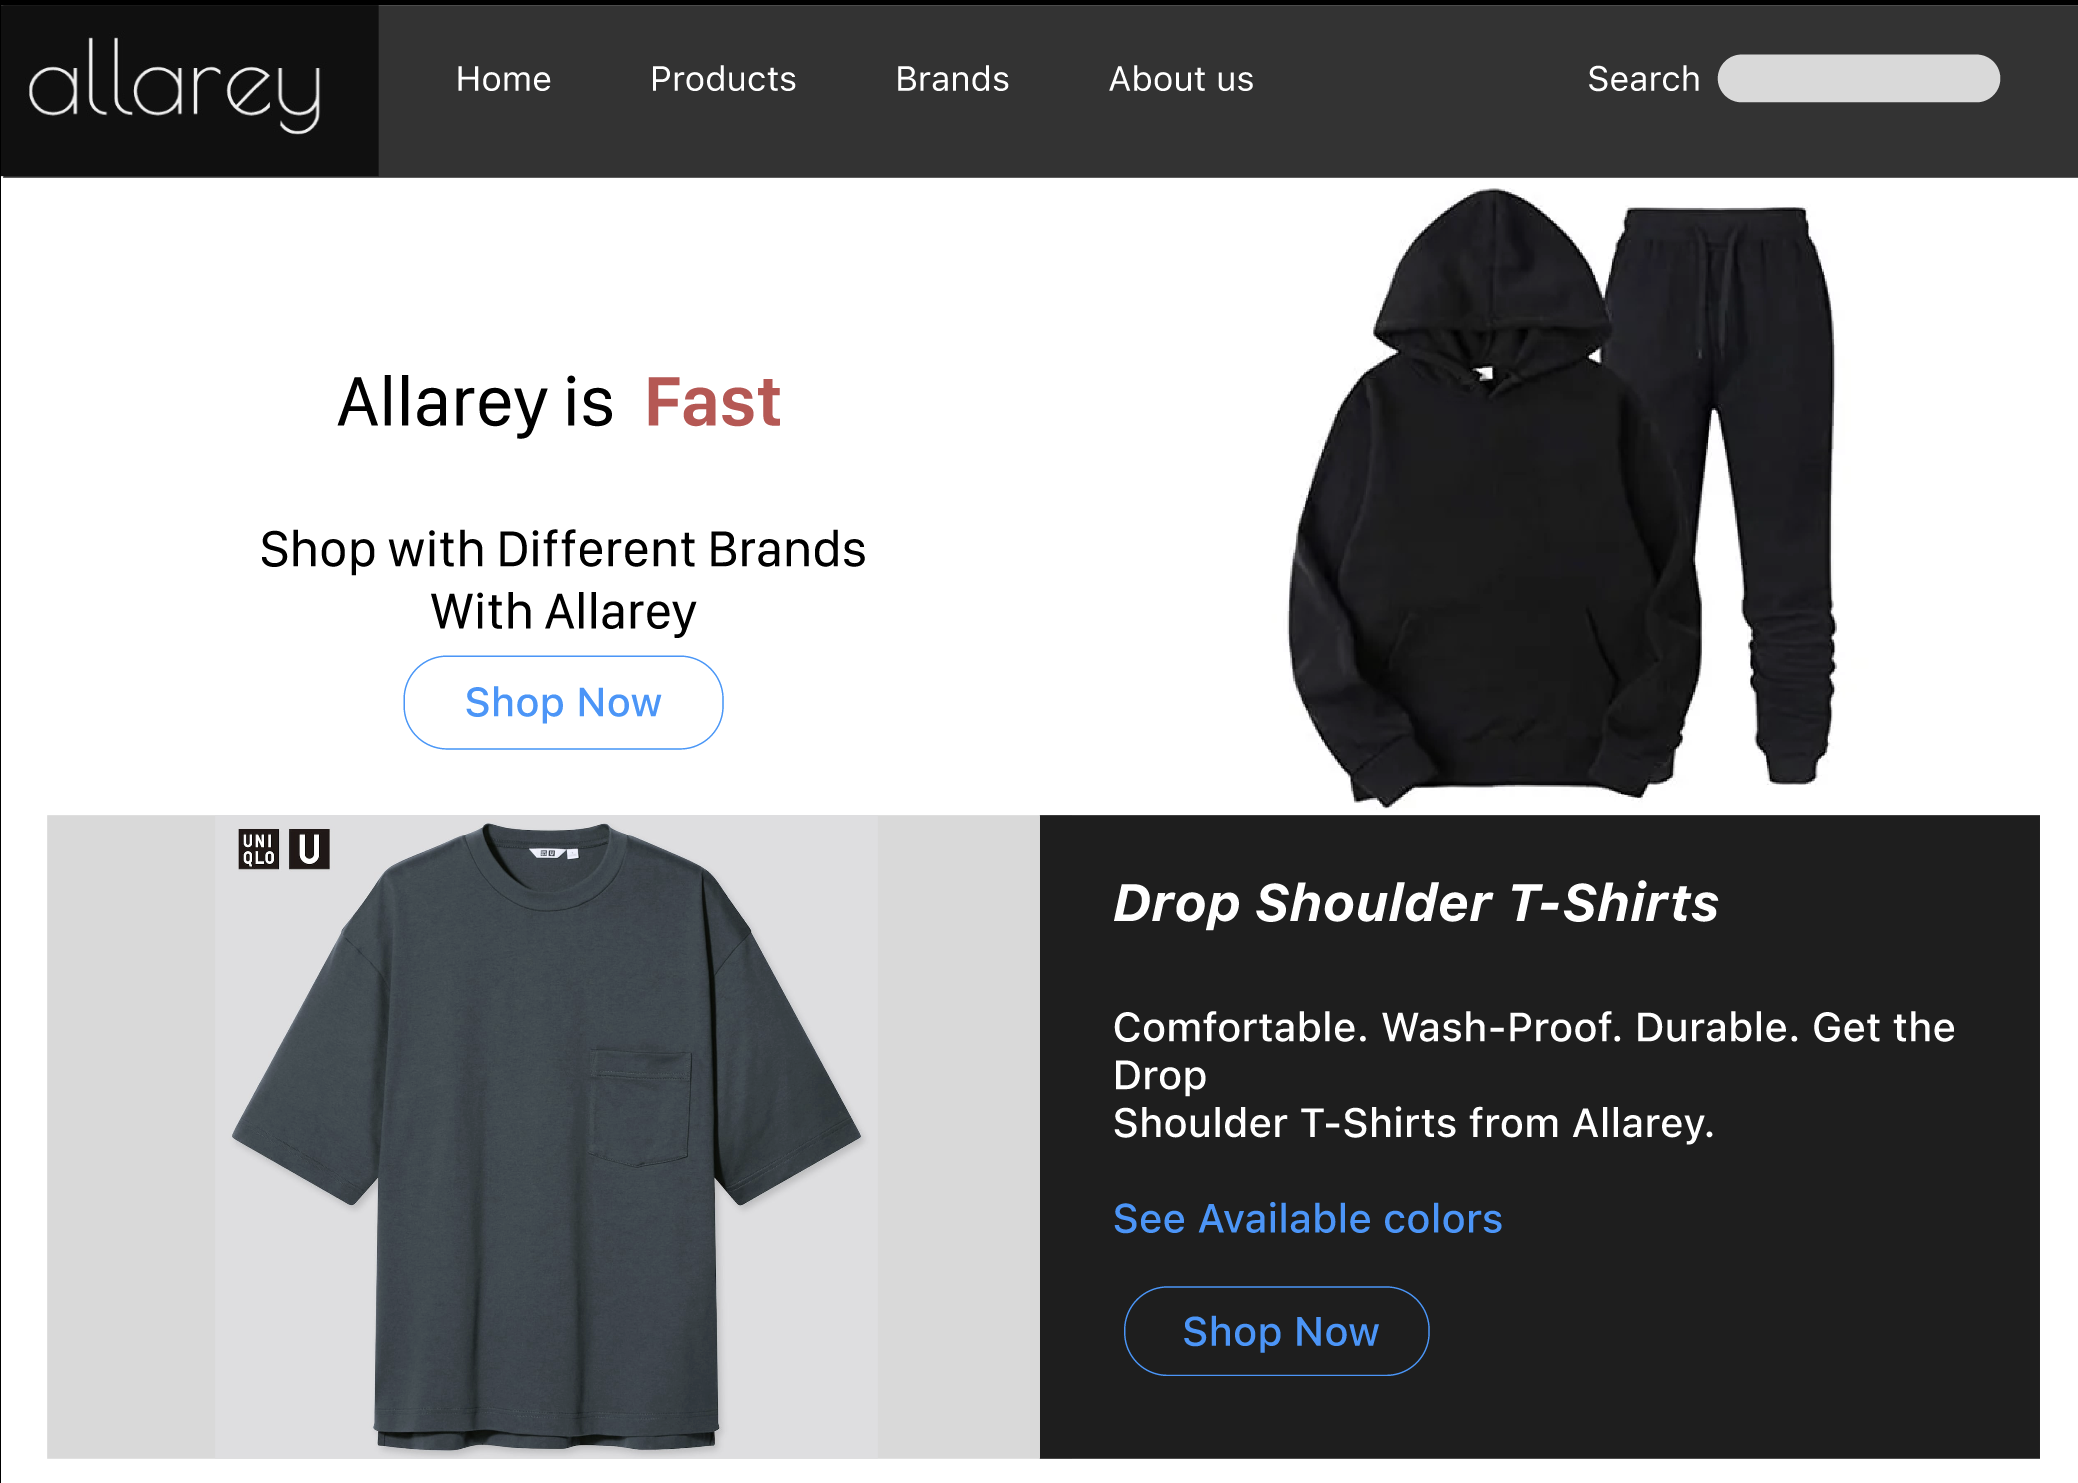 allarey
Home Products Brands About us Search
Allarey is Fast
Shop with Different Brands
With Allarey
Shop Now
UNI
QLO
U
Drop Shoulder T-Shirts
Comfortable. Wash-Proof. Durable. Get the
Drop
Shoulder T-Shirts from Allarey.
See Available colors
Shop Now